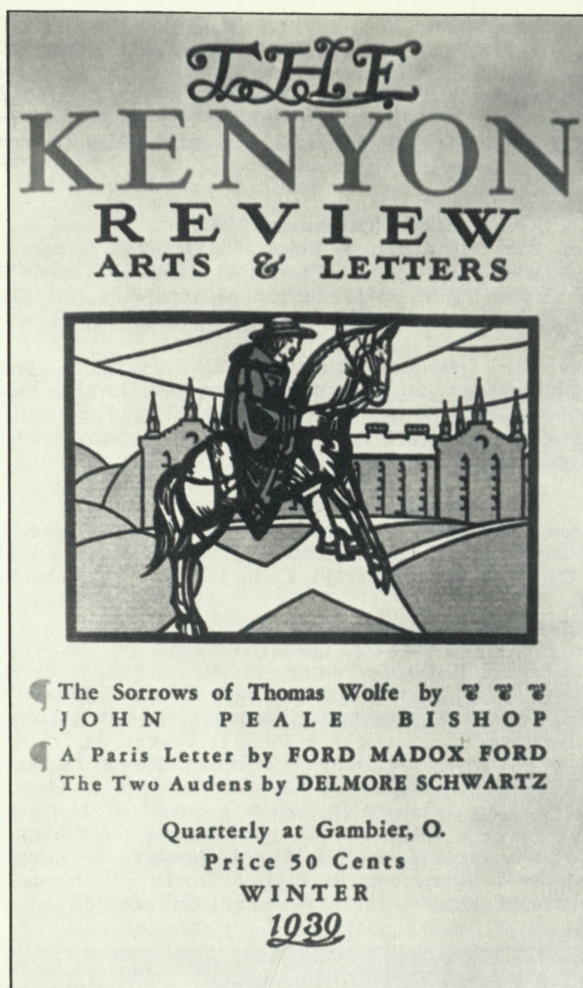 THE
KENYON
REVIEW
ARTS & LETTERS
¶ The Sorrows of Thomas Wolfe by ❦ ❦ ❦
JOHN PEALE BISHOP
¶ A Paris Letter by FORD MADOX FORD
The Two Audens by DELMORE SCHWARTZ
Quarterly at Gambier, O.
Price 50 Cents
WINTER
1939